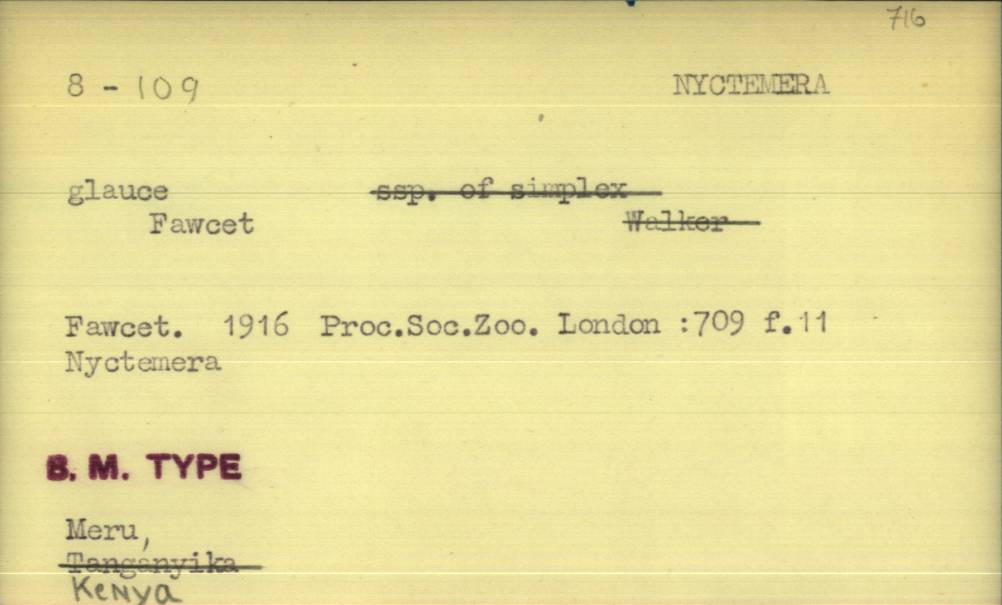 716
8 - 109 NYCTEMERA
glauce ssp. of simplex
Fawcet Walker
Fawcet. 1916 Proc.Soc.Zoo. London :709 f.11
Nyctemera
B. M. TYPE
Meru,
Tanganyika
Kenya